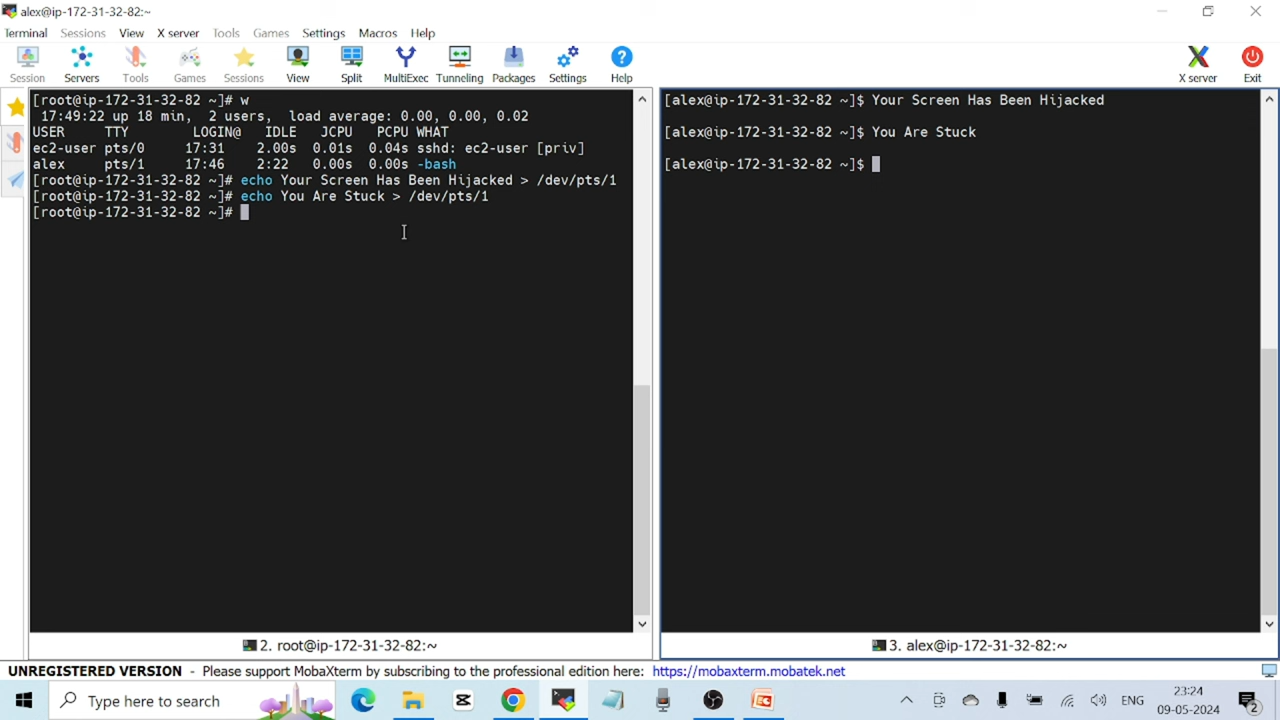 alex@ip-172-31-32-82:~
Terminal Sessions View X server Tools Games Settings Macros Help
Session Servers Tools Games Sessions View Split MultiExec Tunneling Packages Settings Help X server Exit
[root@ip-172-31-32-82 ~]# w
17:49:22 up 18 min, 2 users, load average: 0.00, 0.00, 0.02
USER TTY LOGIN@ IDLE JCPU PCPU WHAT
ec2-user pts/0 17:31 2.00s 0.01s 0.04s sshd: ec2-user [priv]
alex pts/1 17:46 2:22 0.00s 0.00s -bash
[root@ip-172-31-32-82 ~]# echo Your Screen Has Been Hijacked > /dev/pts/1
[root@ip-172-31-32-82 ~]# echo You Are Stuck > /dev/pts/1
[root@ip-172-31-32-82 ~]#
[alex@ip-172-31-32-82 ~]$ Your Screen Has Been Hijacked
[alex@ip-172-31-32-82 ~]$ You Are Stuck
[alex@ip-172-31-32-82 ~]$
2. root@ip-172-31-32-82:~
3. alex@ip-172-31-32-82:~
UNREGISTERED VERSION - Please support MobaXterm by subscribing to the professional edition here: https://mobaxterm.mobatek.net
Type here to search
ENG
23:24
09-05-2024
2